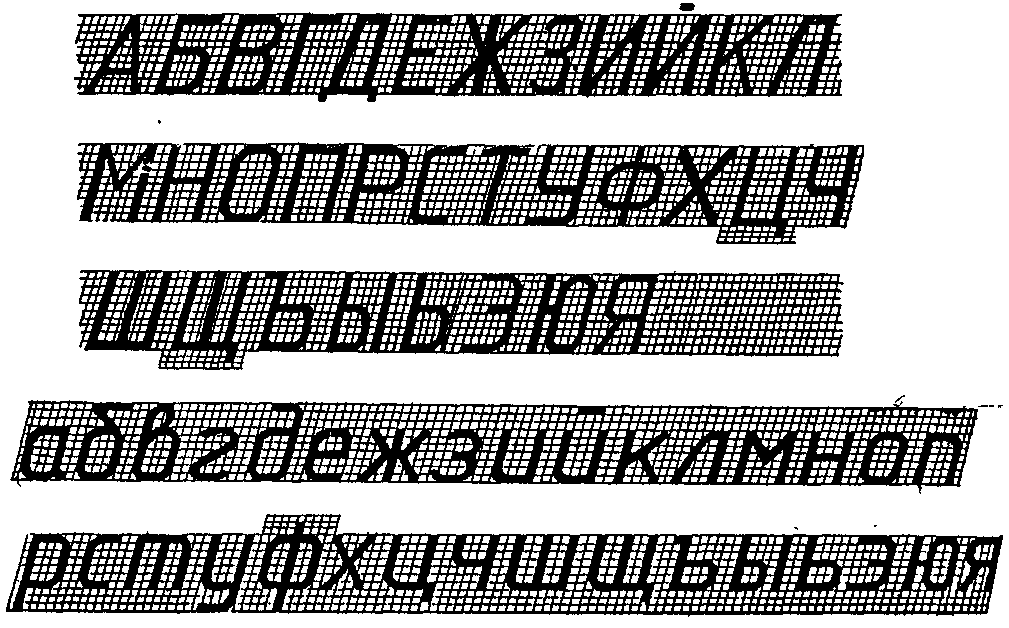 АБВГДЕЖЗИЙКЛ
МНОПРСТУФХЦЧ
ШЩЪЫЬЭЮЯ
абвгдежзийклмноп
рстуфхцчшщъыьэюя